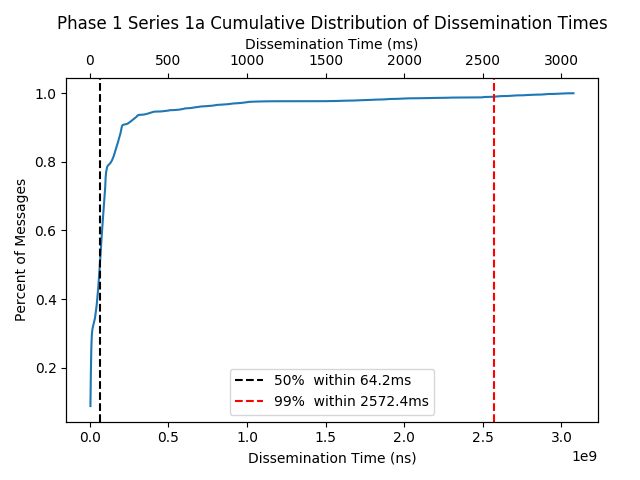 Phase 1 Series 1a Cumulative Distribution of Dissemination Times
Dissemination Time (ms)
0 500 1000 1500 2000 2500 3000
Percent of Messages
1.0
0.8
0.6
0.4
0.2
50%  within 64.2ms
99%  within 2572.4ms
0.0 0.5 1.0 1.5 2.0 2.5 3.0
1e9
Dissemination Time (ns)